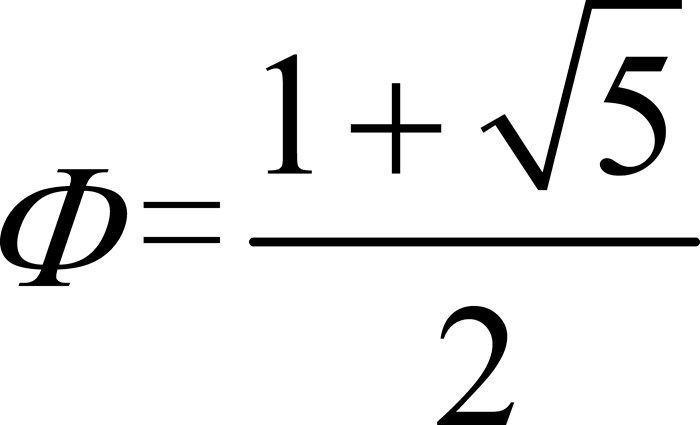 Φ = (1 + √5) / 2